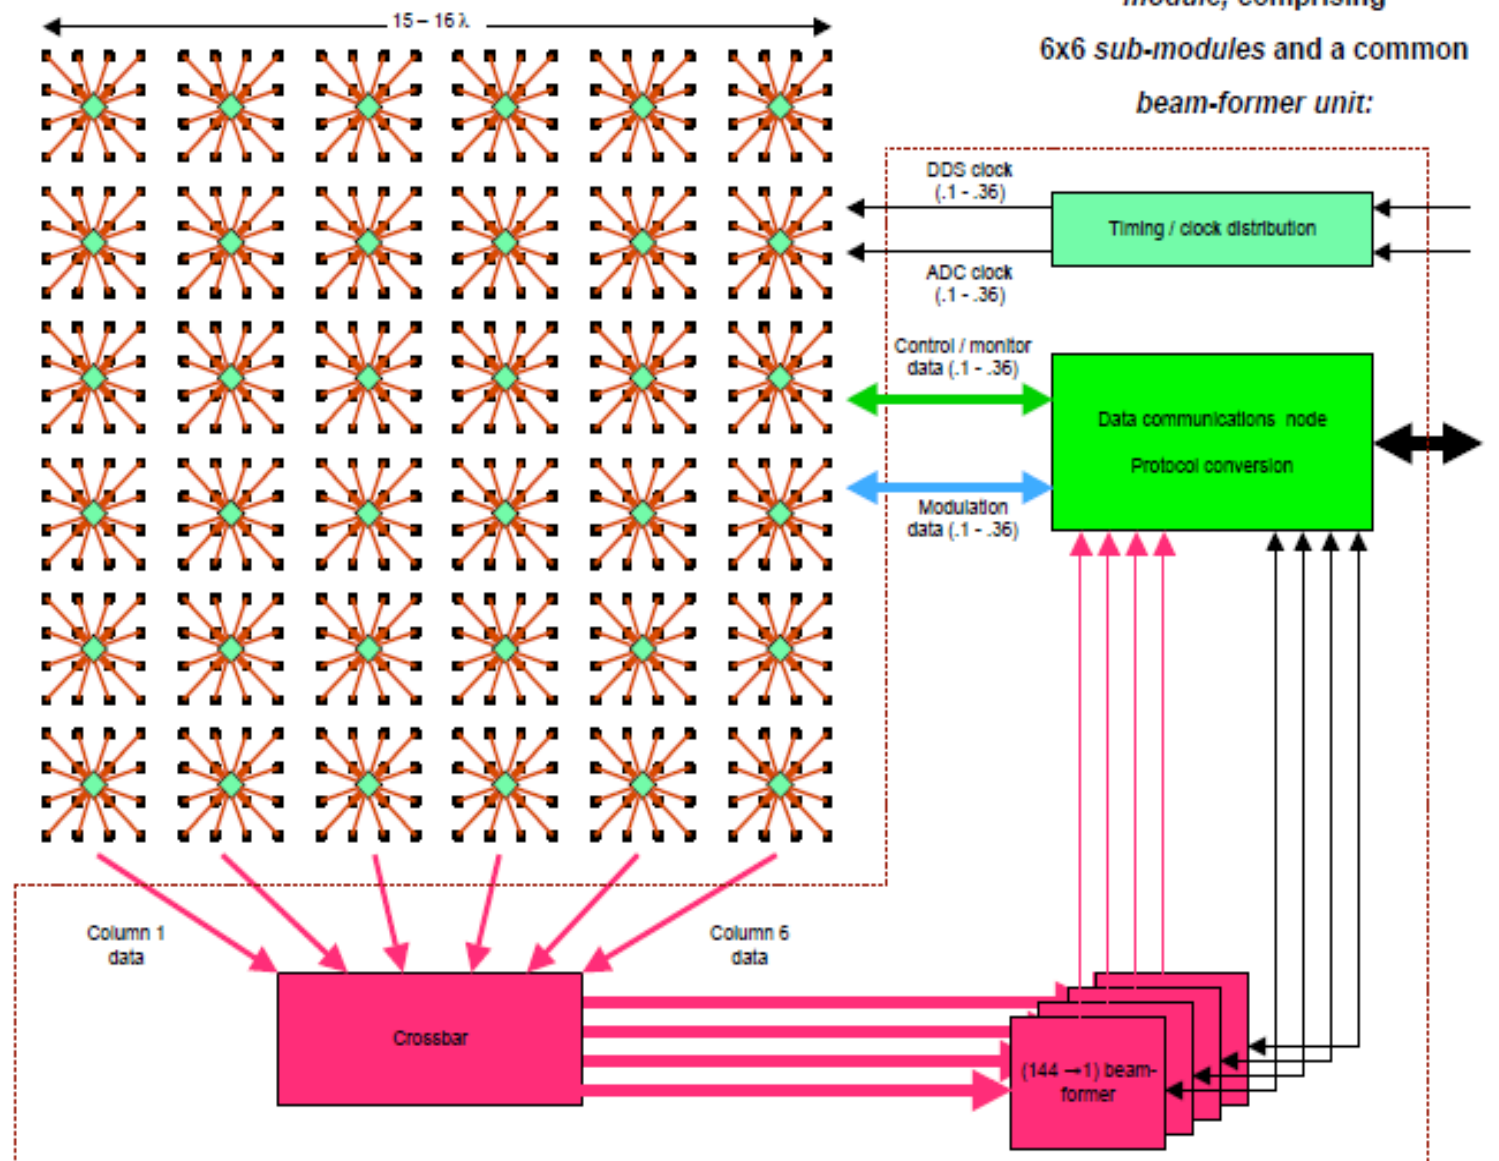 module, comprising
6x6 sub-modules and a common
beam-former unit:
15 – 16 λ
DDS clock
(.1 - .36)
Timing / clock distribution
ADC clock
(.1 - .36)
Control / monitor
data (.1 - .36)
Data communications node
Protocol conversion
Modulation
data (.1 - .36)
Column 1
data
Column 6
data
Crossbar
(144 →1) beam-
former